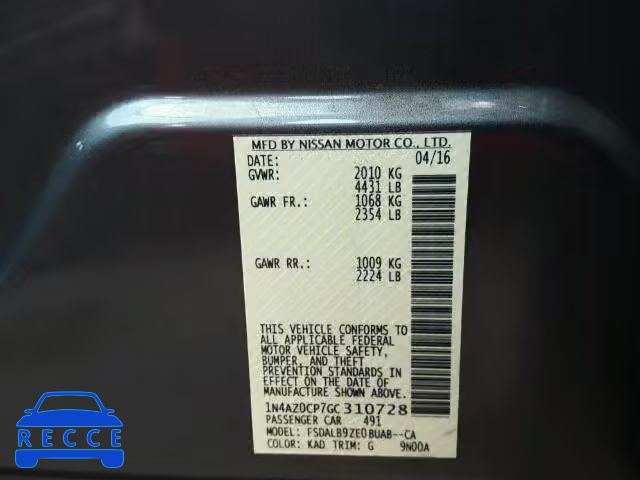 MFD BY NISSAN MOTOR CO., LTD.
DATE: 04/16
GVWR: 2010 KG
4431 LB
GAWR FR.: 1068 KG
2354 LB
GAWR RR.: 1009 KG
2224 LB
THIS VEHICLE CONFORMS TO
ALL APPLICABLE FEDERAL
MOTOR VEHICLE SAFETY,
BUMPER, AND THEFT
PREVENTION STANDARDS IN
EFFECT ON THE DATE OF
MANUFACTURE SHOWN ABOVE.
1N4AZ0CP7GC310728
PASSENGER CAR 491
MODEL: FSDALB9ZE0BUAB--CA
COLOR: KAD TRIM: G 9N00A
RECCE
RECCE